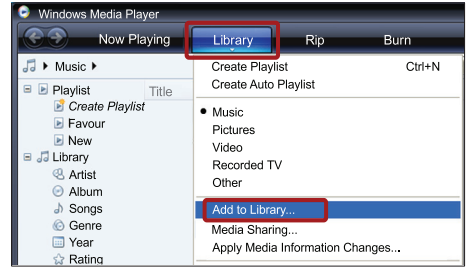 Windows Media Player
Now Playing Library Rip Burn
Music
Playlist Title
Create Playlist
Favour
New
Library
Artist
Album
Songs
Genre
Year
Rating
Create Playlist Ctrl+N
Create Auto Playlist
Music
Pictures
Video
Recorded TV
Other
Add to Library...
Media Sharing...
Apply Media Information Changes...